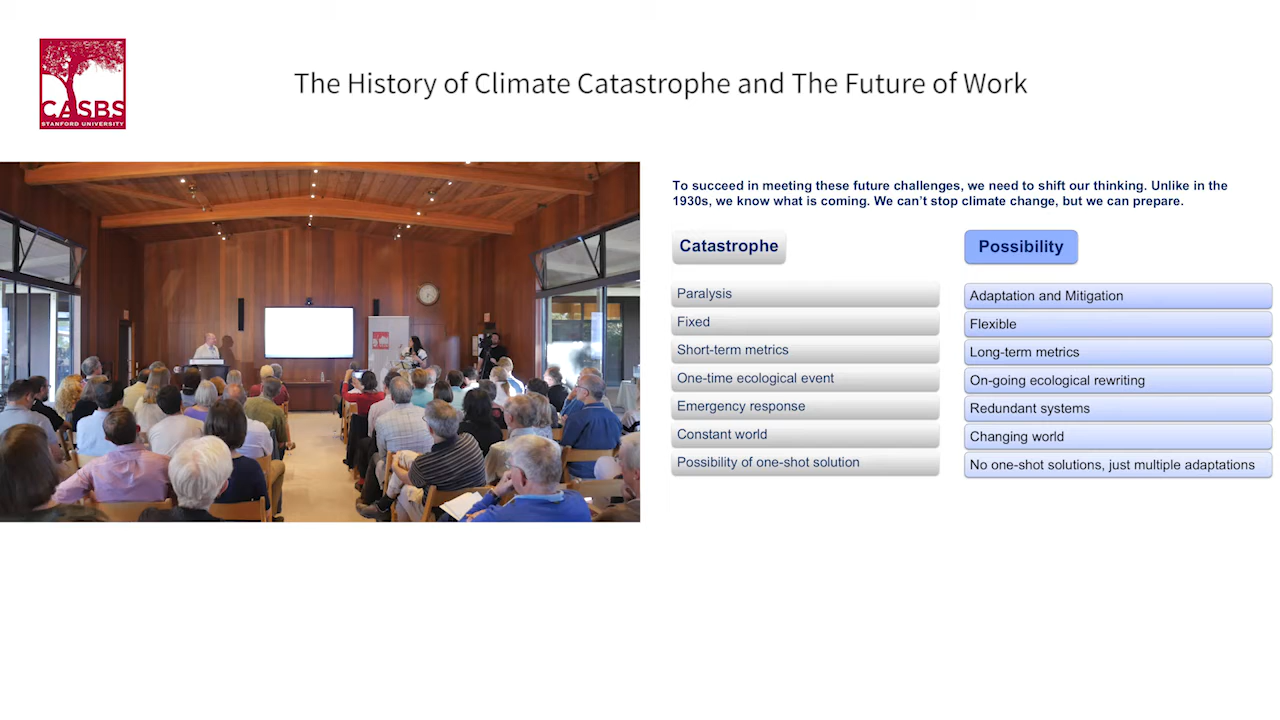 CASBS
STANFORD UNIVERSITY
The History of Climate Catastrophe and The Future of Work
To succeed in meeting these future challenges, we need to shift our thinking. Unlike in the
1930s, we know what is coming. We can't stop climate change, but we can prepare.
Catastrophe
Paralysis
Fixed
Short-term metrics
One-time ecological event
Emergency response
Constant world
Possibility of one-shot solution
Possibility
Adaptation and Mitigation
Flexible
Long-term metrics
On-going ecological rewriting
Redundant systems
Changing world
No one-shot solutions, just multiple adaptations